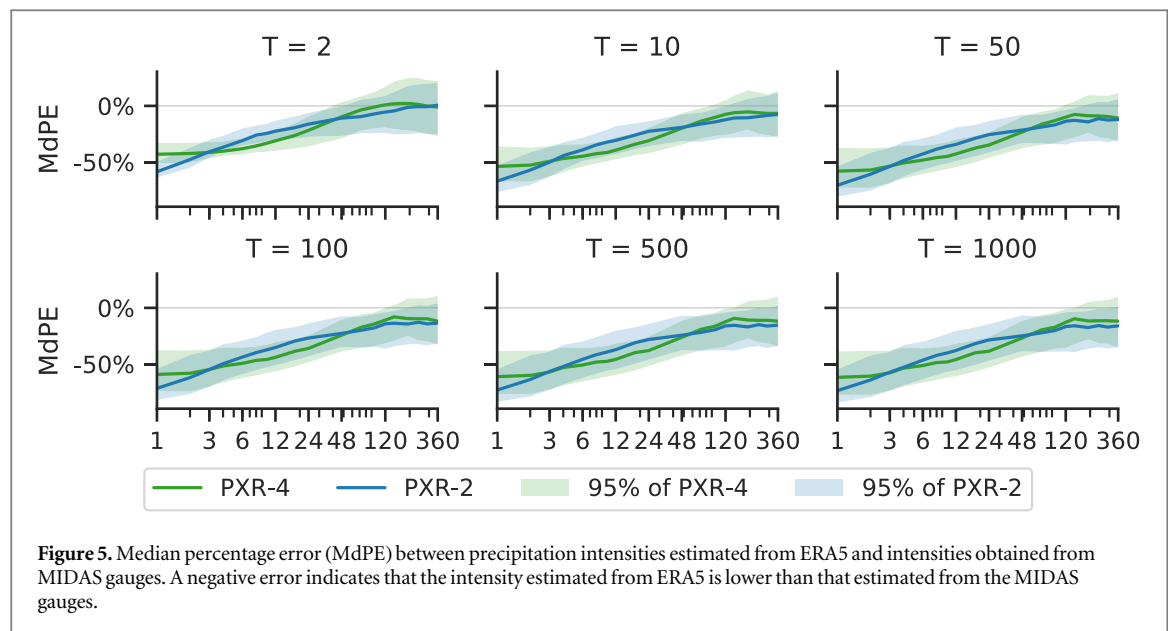 T = 2 T = 10 T = 50
MdPE
0%
-50%
T = 100 T = 500 T = 1000
MdPE
0%
-50%
1 3 6 12 24 48 120 360 1 3 6 12 24 48 120 360 1 3 6 12 24 48 120 360
PXR-4 PXR-2 95% of PXR-4 95% of PXR-2
Figure 5. Median percentage error (MdPE) between precipitation intensities estimated from ERA5 and intensities obtained from
MIDAS gauges. A negative error indicates that the intensity estimated from ERA5 is lower than that estimated from the MIDAS
gauges.